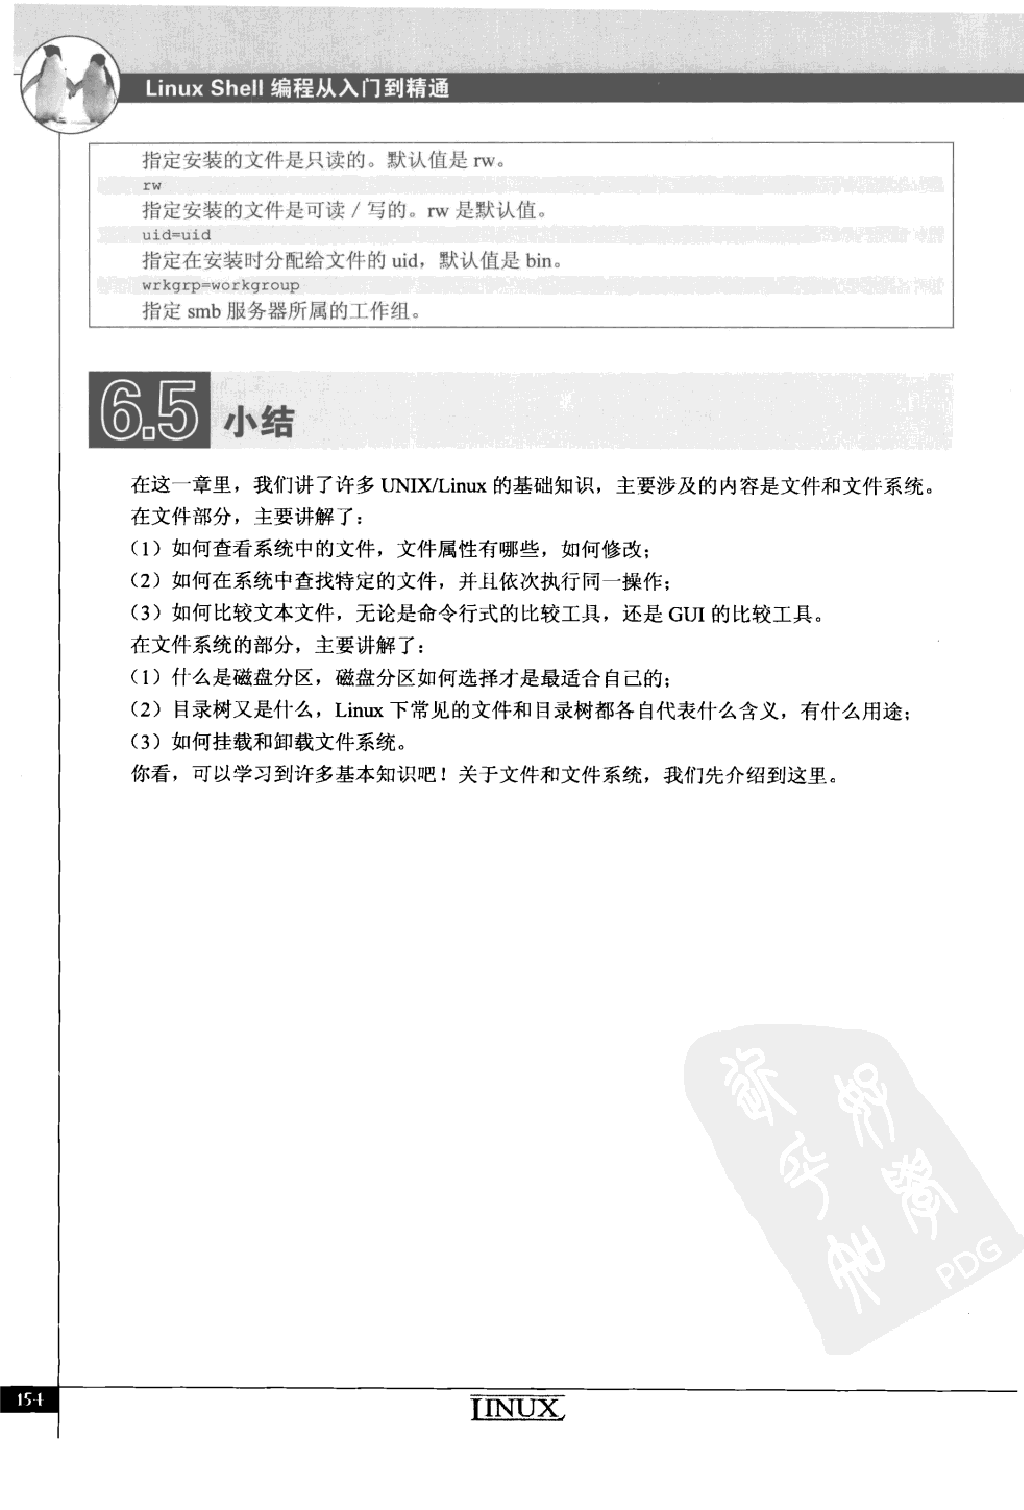 Linux Shell 编程从入门到精通
指定安装的文件是只读的。默认值是 rw。
rw
指定安装的文件是可读 / 写的。rw 是默认值。
uid=uid
指定在安装时分配给文件的 uid，默认值是 bin。
wrkgrp=workgroup
指定 smb 服务器所属的工作组。
6.5 小结
在这一章里，我们讲了许多 UNIX/Linux 的基础知识，主要涉及的内容是文件和文件系统。
在文件部分，主要讲解了：
（1）如何查看系统中的文件，文件属性有哪些，如何修改；
（2）如何在系统中查找特定的文件，并且依次执行同一操作；
（3）如何比较文本文件，无论是命令行式的比较工具，还是 GUI 的比较工具。
在文件系统的部分，主要讲解了：
（1）什么是磁盘分区，磁盘分区如何选择才是最适合自己的；
（2）目录树又是什么，Linux 下常见的文件和目录树都各自代表什么含义，有什么用途；
（3）如何挂载和卸载文件系统。
你看，可以学习到许多基本知识吧！关于文件和文件系统，我们先介绍到这里。
PDG
154
LINUX